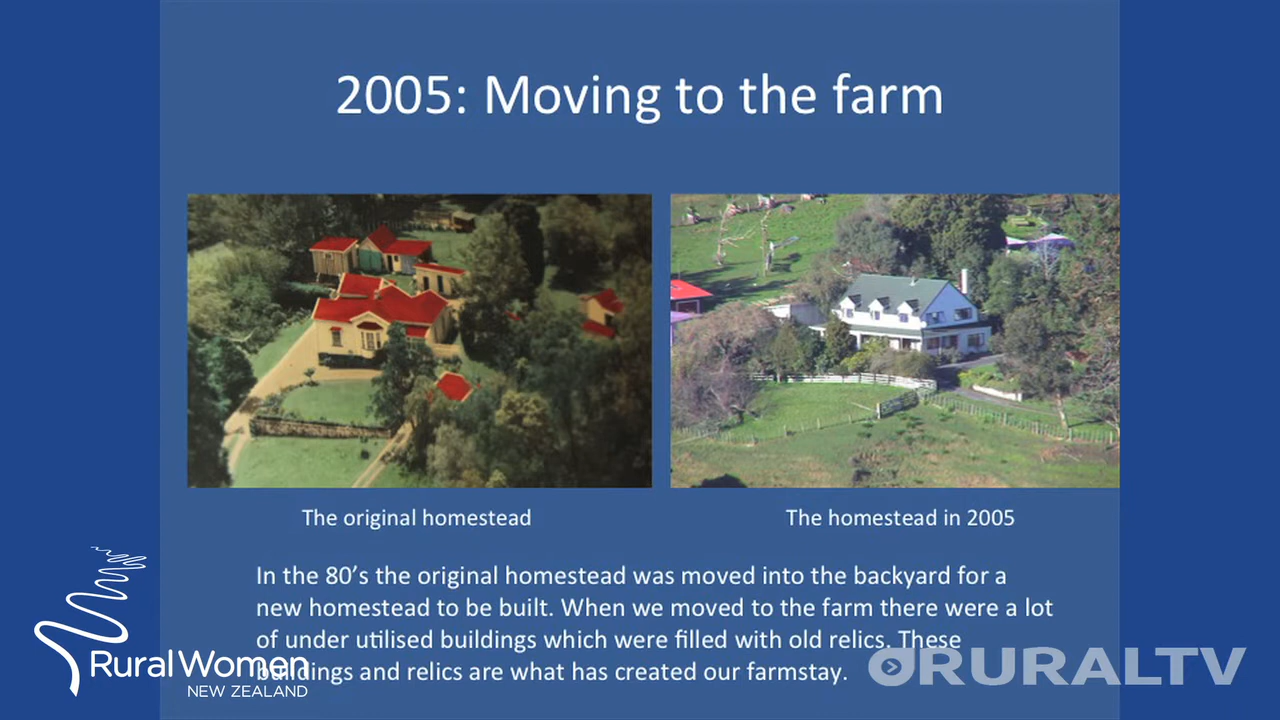 2005: Moving to the farm
The original homestead
The homestead in 2005
In the 80's the original homestead was moved into the backyard for a
new homestead to be built. When we moved to the farm there were a lot
of under utilised buildings which were filled with old relics. These
buildings and relics are what has created our farmstay.
Rural Women
NEW ZEALAND
RURALTV